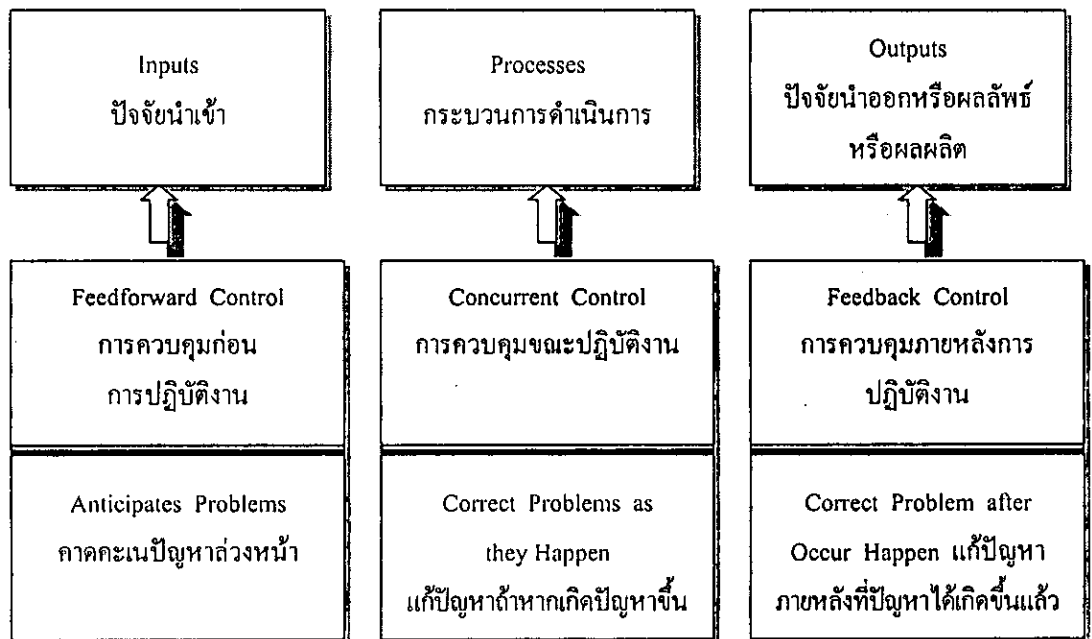 Inputs
ปัจจัยนำเข้า
Processes
กระบวนการดำเนินการ
Outputs
ปัจจัยนำออกหรือผลลัพธ์
หรือผลผลิต
Feedforward Control
การควบคุมก่อน
การปฏิบัติงาน
Concurrent Control
การควบคุมขณะปฏิบัติงาน
Feedback Control
การควบคุมภายหลังการ
ปฏิบัติงาน
Anticipates Problems
คาดคะเนปัญหาล่วงหน้า
Correct Problems as
they Happen
แก้ปัญหาถ้าหากเกิดปัญหาขึ้น
Correct Problem after
Occur Happen แก้ปัญหา
ภายหลังที่ปัญหาได้เกิดขึ้นแล้ว